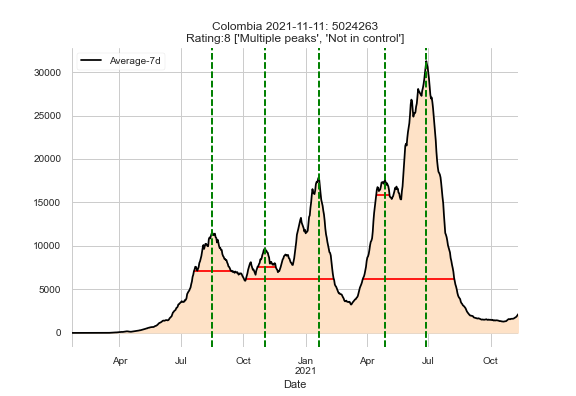 Colombia 2021-11-11: 5024263
Rating:8 ['Multiple peaks', 'Not in control']
Average-7d
30000
25000
20000
15000
10000
5000
0
Apr Jul Oct Jan Apr Jul Oct
2021
Date